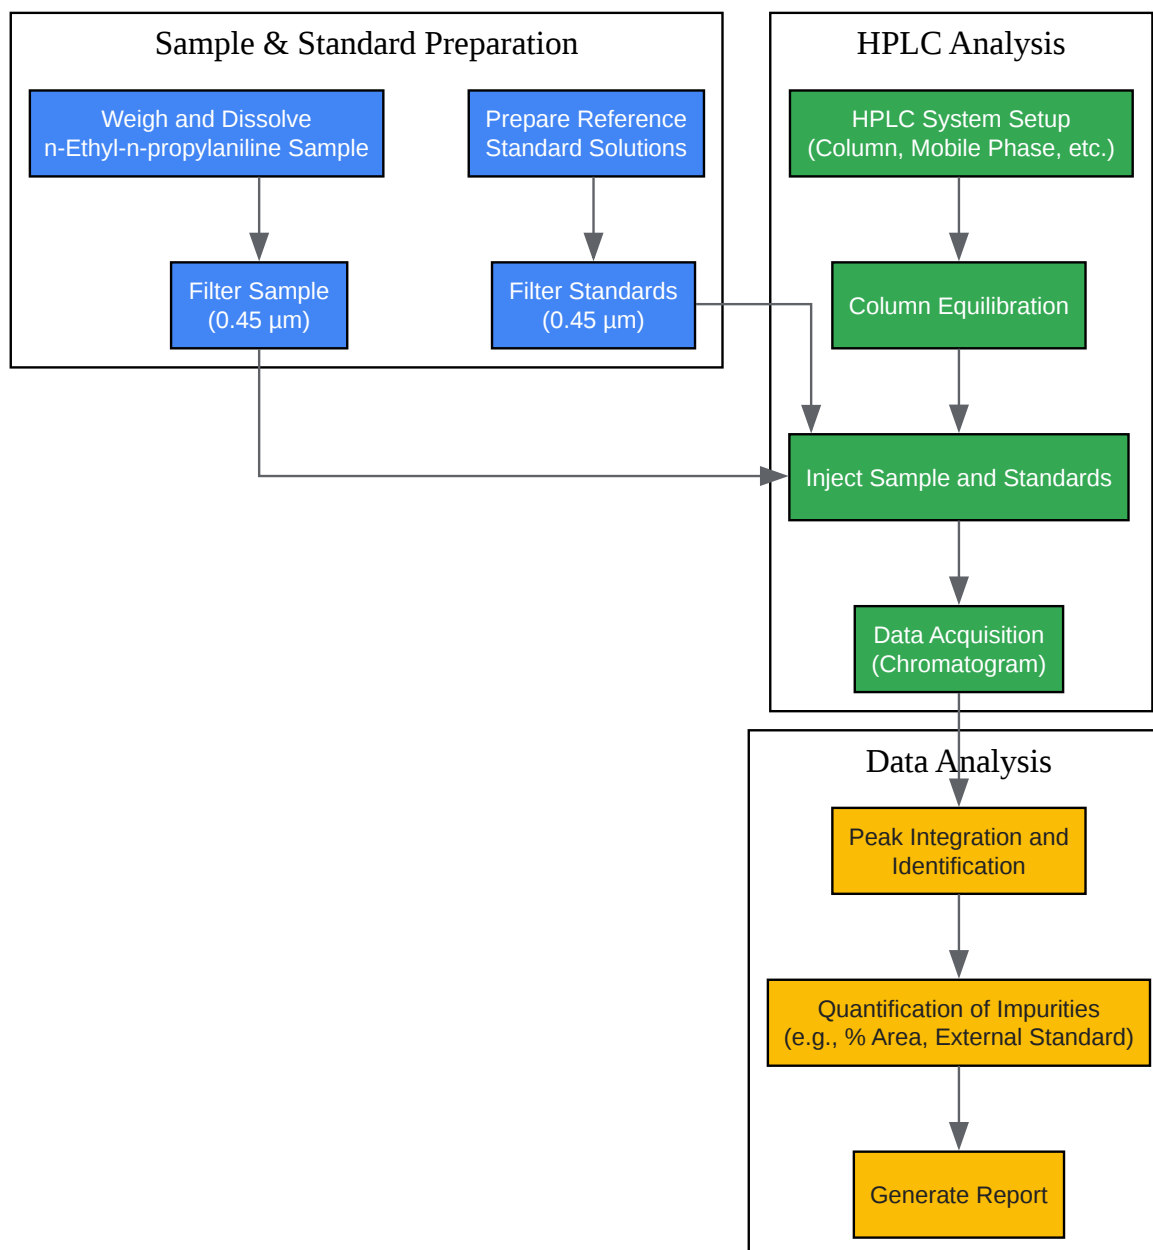 Sample & Standard Preparation
Weigh and Dissolve
n-Ethyl-n-propylaniline Sample
Prepare Reference
Standard Solutions
Filter Sample
(0.45 µm)
Filter Standards
(0.45 µm)
HPLC Analysis
HPLC System Setup
(Column, Mobile Phase, etc.)
Column Equilibration
Inject Sample and Standards
Data Acquisition
(Chromatogram)
Data Analysis
Peak Integration and
Identification
Quantification of Impurities
(e.g., % Area, External Standard)
Generate Report